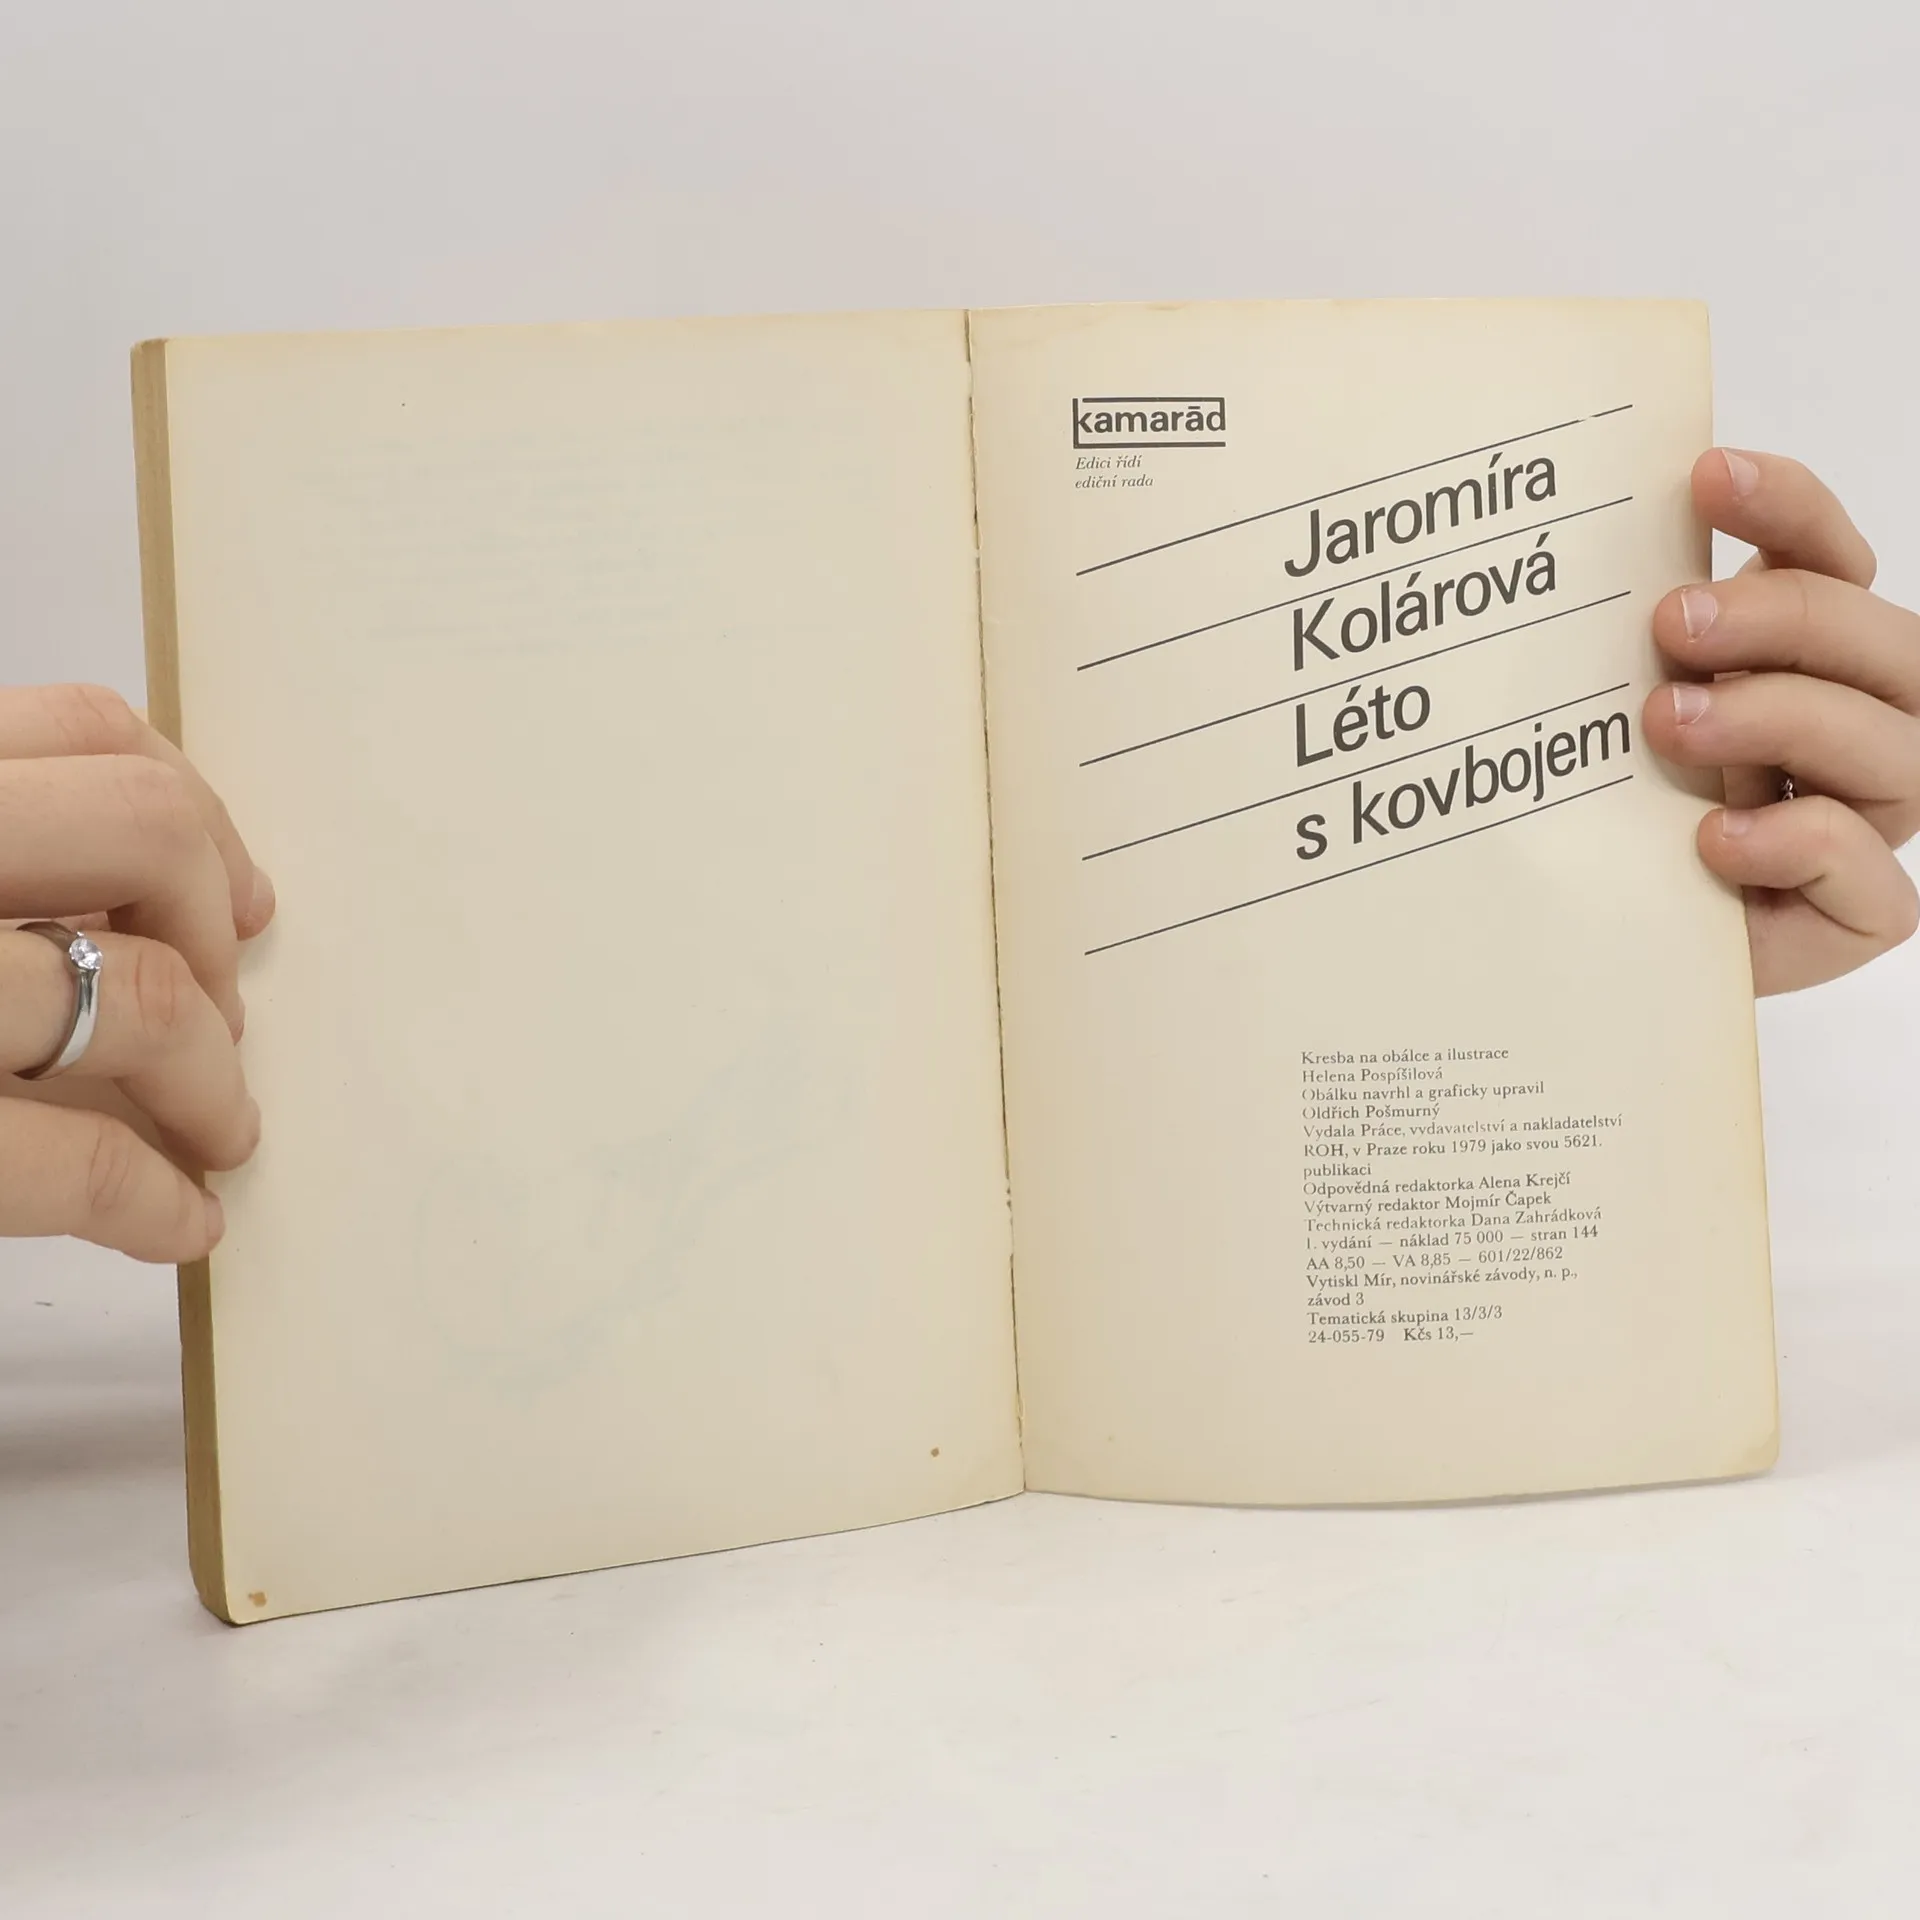 kamarād
Edici řídí
ediční rada
Jaromíra
Kolárová
Léto
s kovbojem
Kresba na obálce a ilustrace
Helena Pospíšilová
Obálku navrhl a graficky upravil
Oldřich Pošmurný
Vydala Práce, vydavatelství a nakladatelství
ROH, v Praze roku 1979 jako svou 5621.
publikaci
Odpovědná redaktorka Alena Krejčí
Výtvarný redaktor Mojmír Čapek
Technická redaktorka Dana Zahrádková
1. vydání — náklad 75 000 — stran 144
AA 8,50 — VA 8,85 — 601/22/862
Vytiskl Mír, novinářské závody, n. p.,
závod 3
Tematická skupina 13/3/3
24-055-79 Kčs 13,—